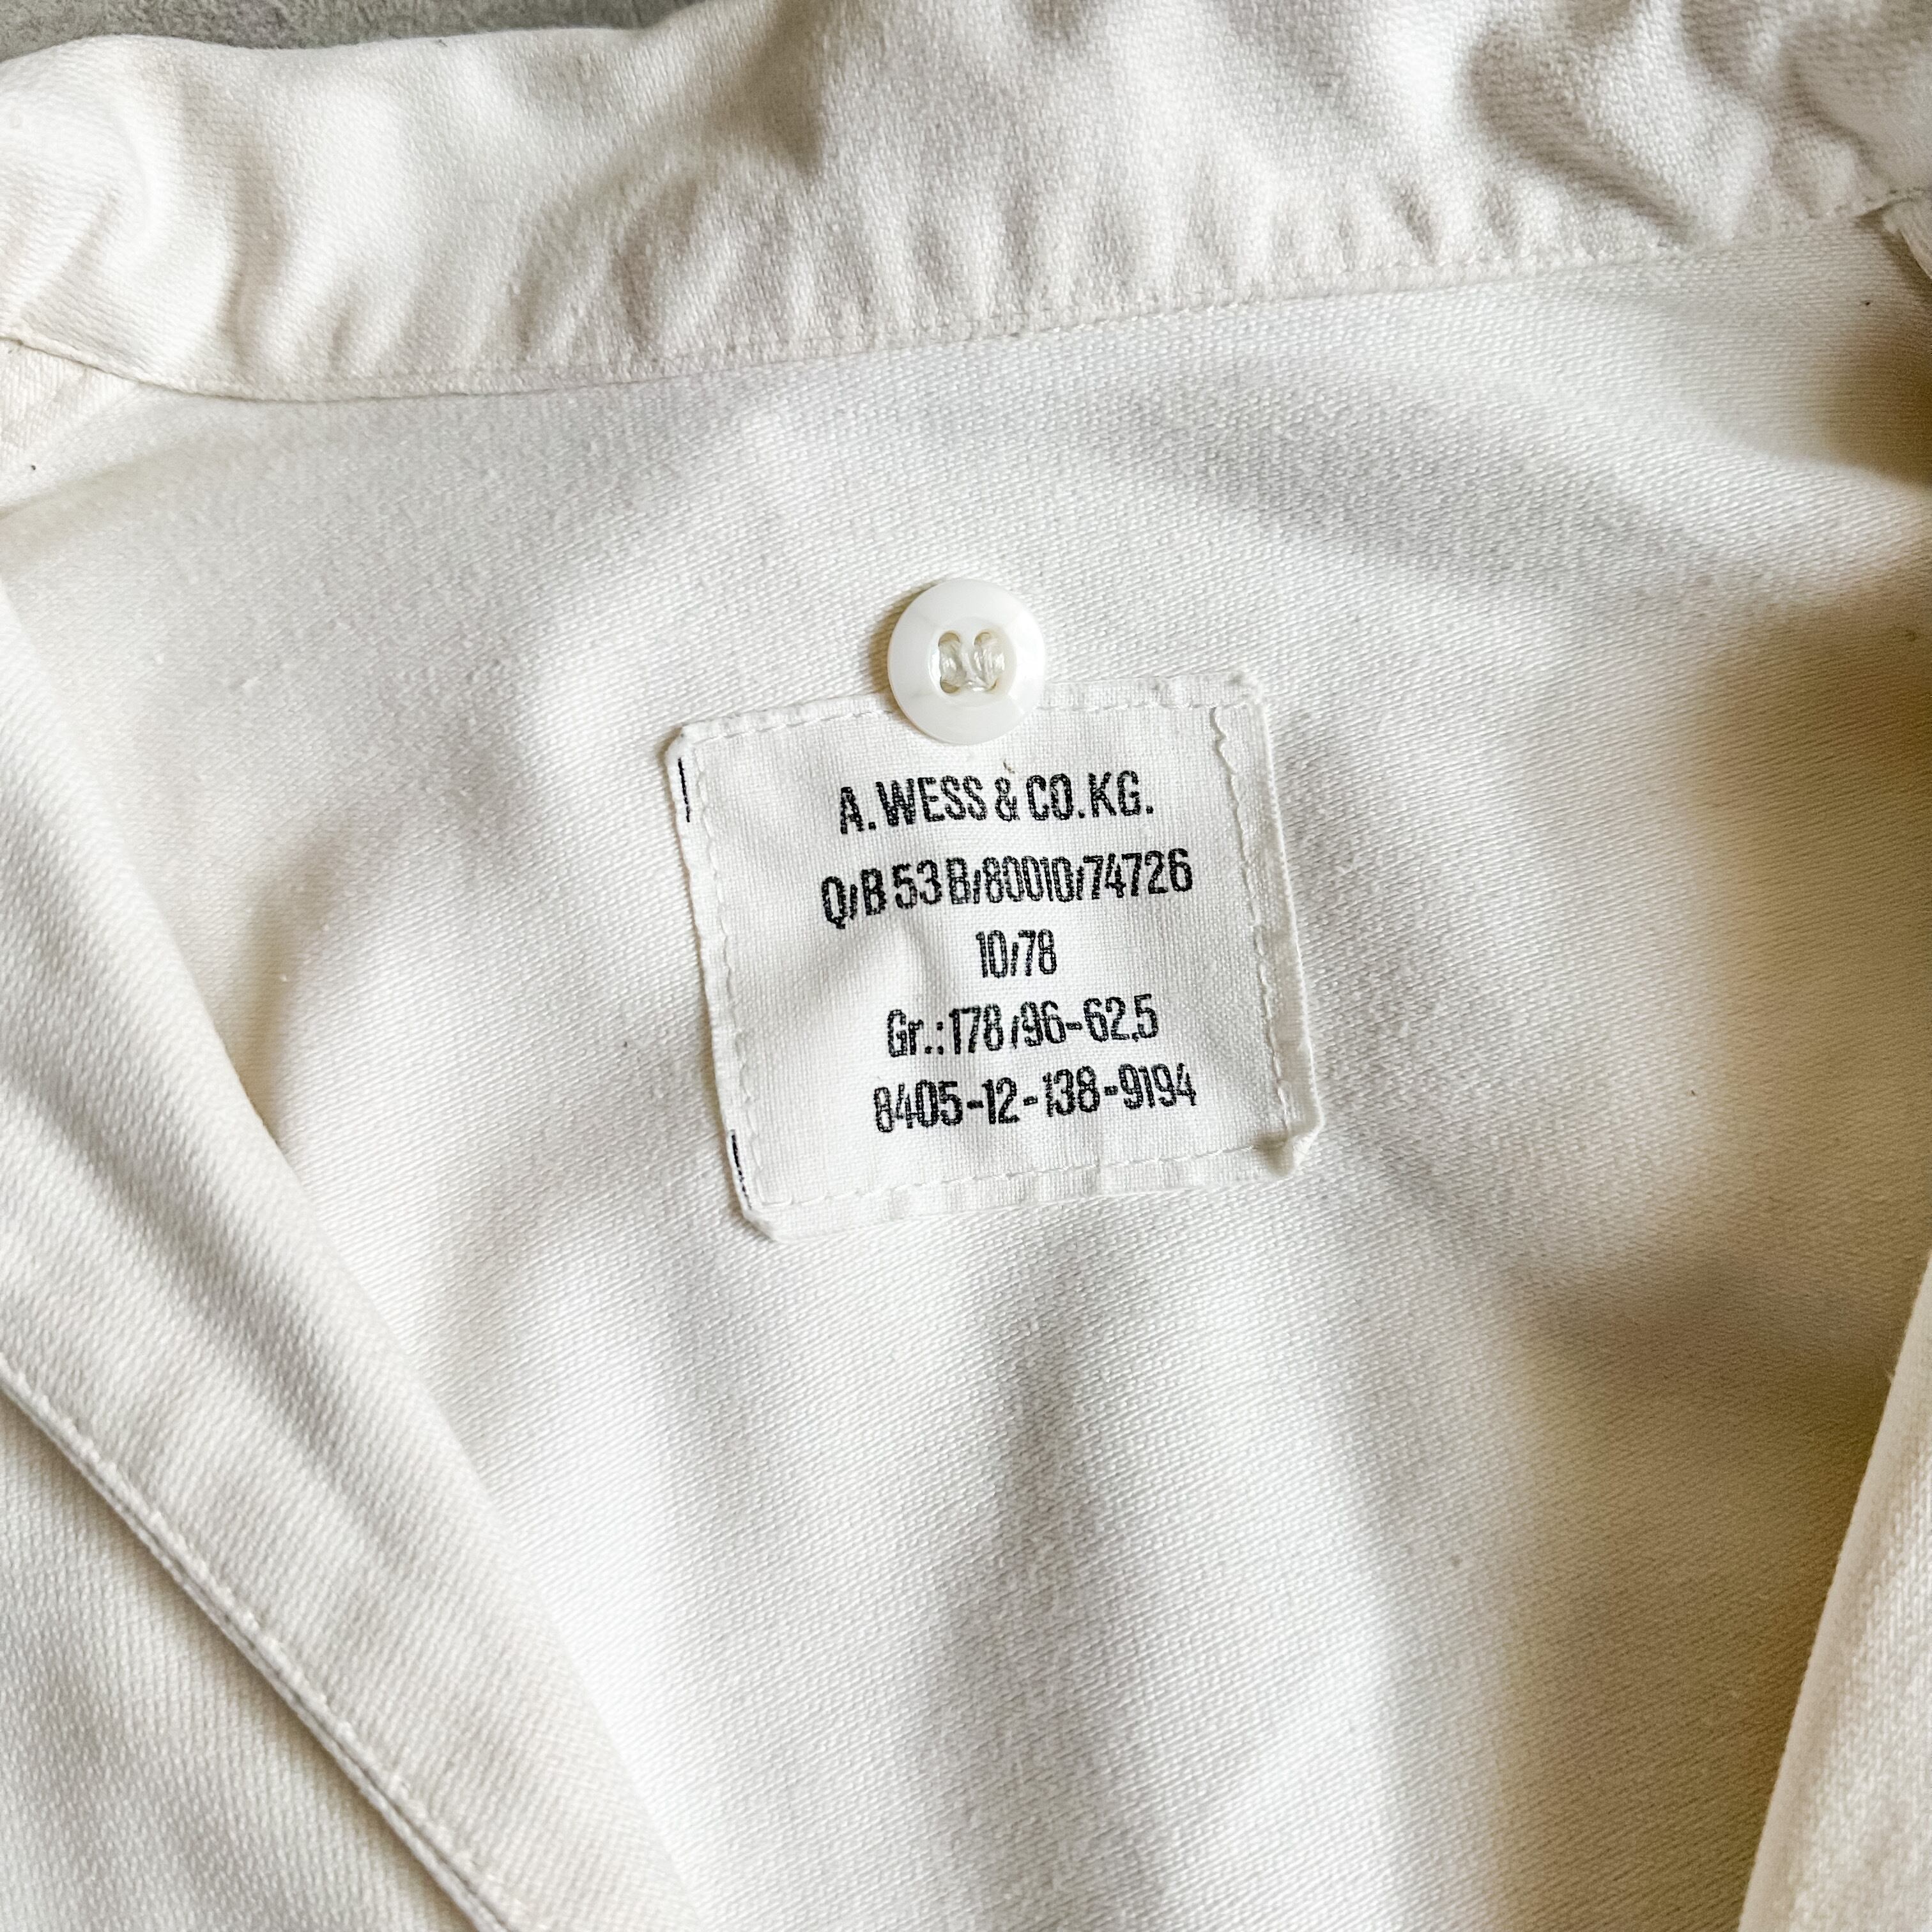 A. WESS & CO. KG.
Q/B 53 B/80010/74726
10/78
Gr.: 178/96-62,5
8405-12-138-9194